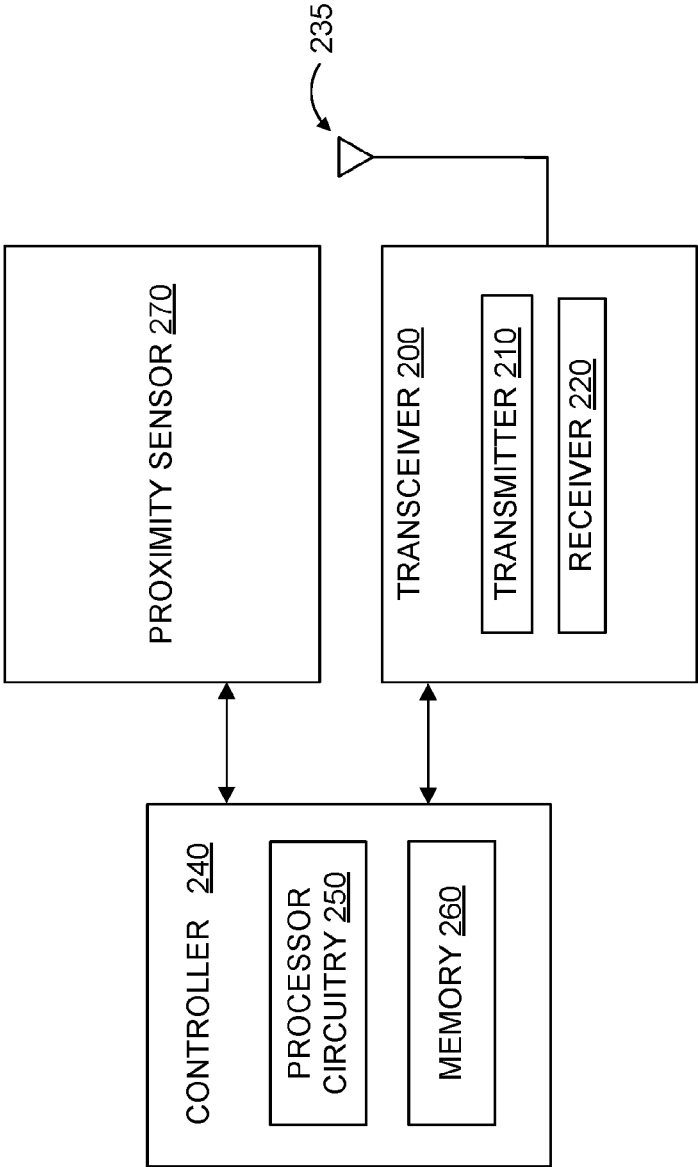 CONTROLLER 240
PROCESSOR
CIRCUITRY 250
MEMORY 260
PROXIMITY SENSOR 270
TRANSCEIVER 200
TRANSMITTER 210
RECEIVER 220
235